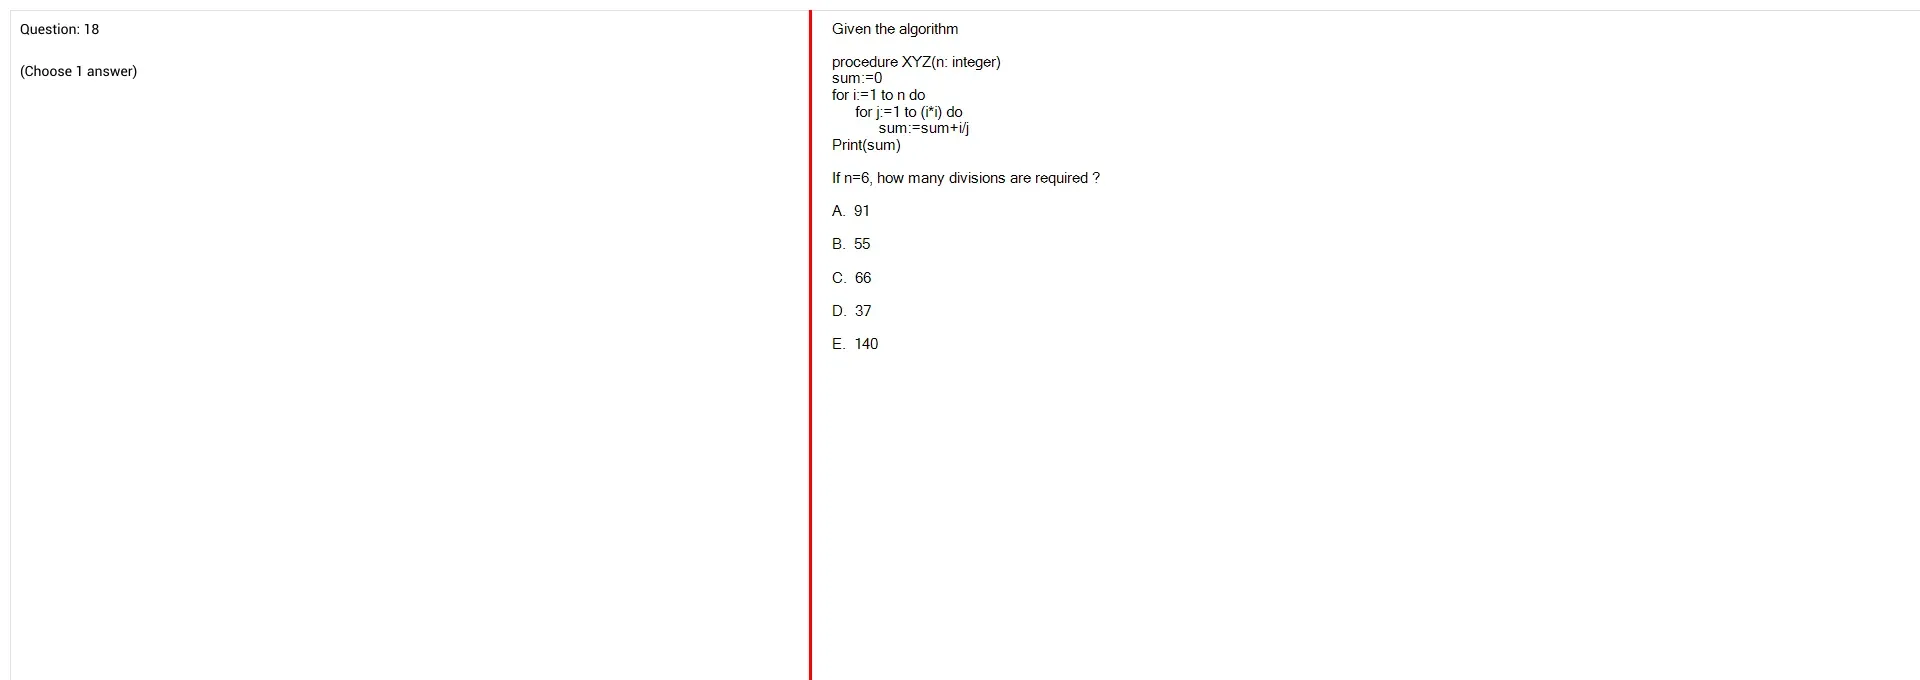 Question: 18
(Choose 1 answer)
Given the algorithm
procedure XYZ(n: integer)
sum:=0
for i:=1 to n do
for j:=1 to (i*i) do
sum:=sum+i/j
Print(sum)
If n=6, how many divisions are required ?
A. 91
B. 55
C. 66
D. 37
E. 140